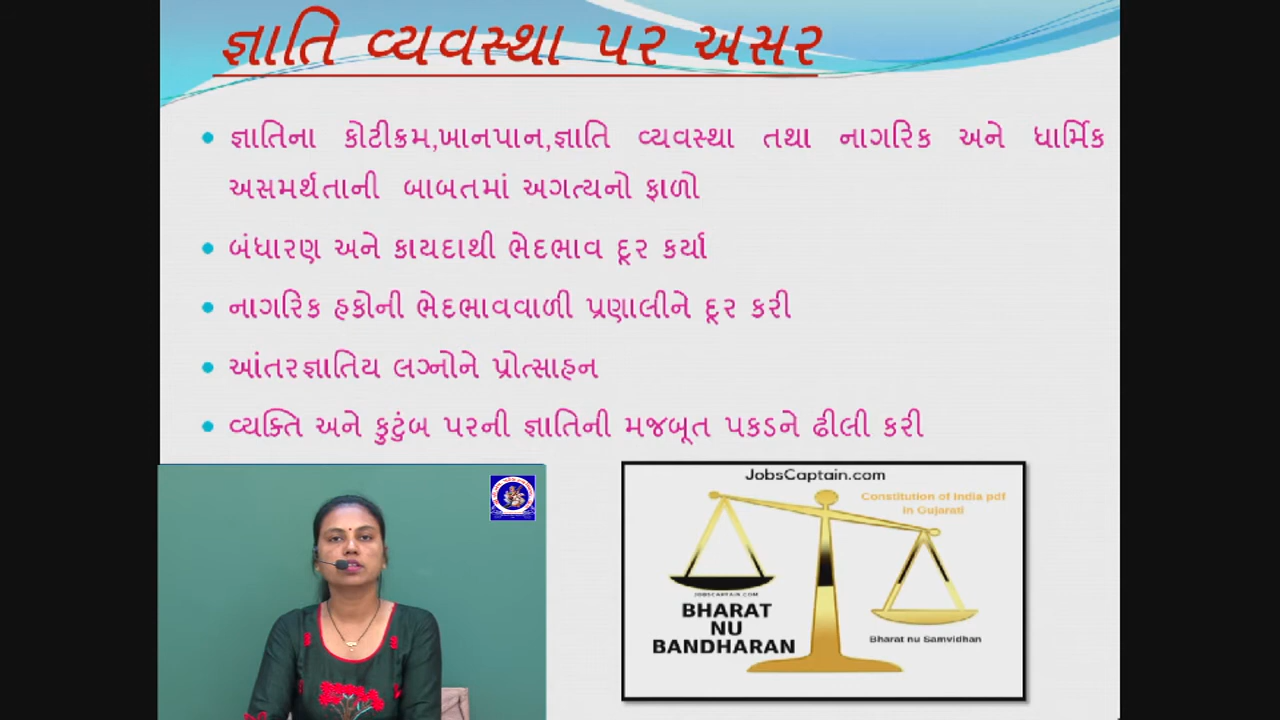 જ્ઞાતિ વ્યવસ્થા પર અસર
જ્ઞાતિના કોટીક્રમ,ખાનપાન,જ્ઞાતિ વ્યવસ્થા તથા નાગરિક અને ધાર્મિક
અસમર્થતાની બાબતમાં અગત્યનો ફાળો
બંધારણ અને કાયદાથી ભેદભાવ દૂર કર્યા
નાગરિક હકોની ભેદભાવવાળી પ્રણાલીને દૂર કરી
આંતરજ્ઞાતિય લગ્નોને પ્રોત્સાહન
વ્યક્તિ અને કુટુંબ પરની જ્ઞાતિની મજબૂત પકડને ઢીલી કરી
JobsCaptain.com
Constitution of India pdf
in Gujarati
JOBSCAPTAIN.COM
BHARAT
NU
BANDHARAN
Bharat nu Samvidhan